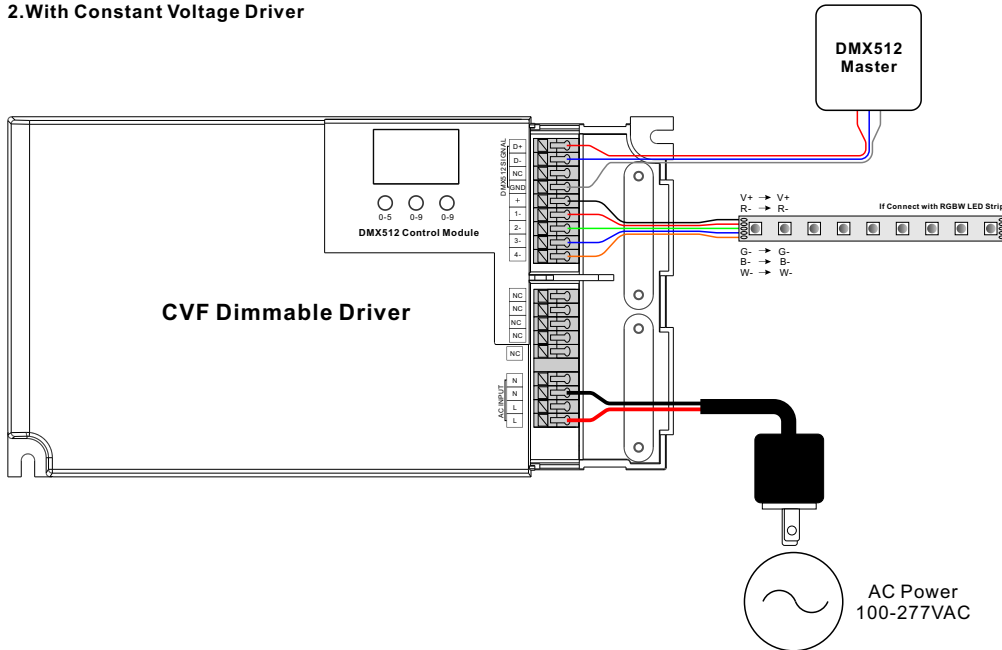 2.With Constant Voltage Driver
DMX512
Master
DMX512 SIGNAL
D+
D-
NC
GND
+
1-
2-
3-
4-
0-5
0-9
0-9
DMX512 Control Module
V+ → V+
R- → R-
If Connect with RGBW LED Strip
G- → G-
B- → B-
W- → W-
CVF Dimmable Driver
NC
NC
NC
NC
NC
AC INPUT
N
N
L
L
AC Power
100-277VAC